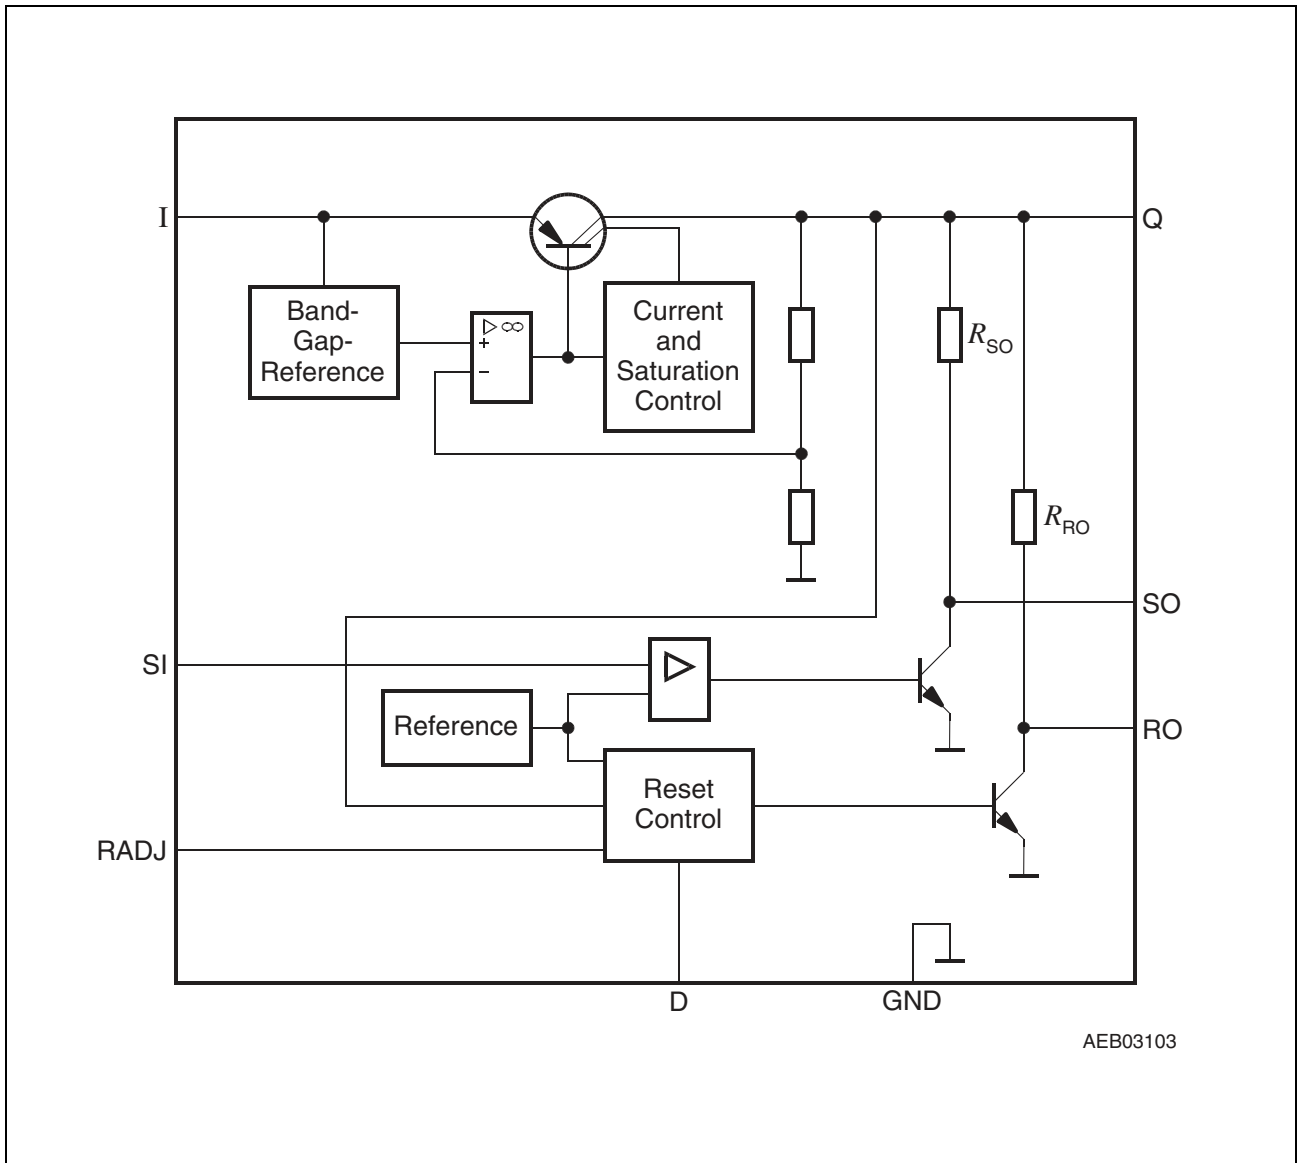 I
Q
Band-
Gap-
Reference
▷ ∞
+
−
Current
and
Saturation
Control
R_SO
R_RO
SO
SI
Reference
RO
Reset
Control
RADJ
D
GND
AEB03103